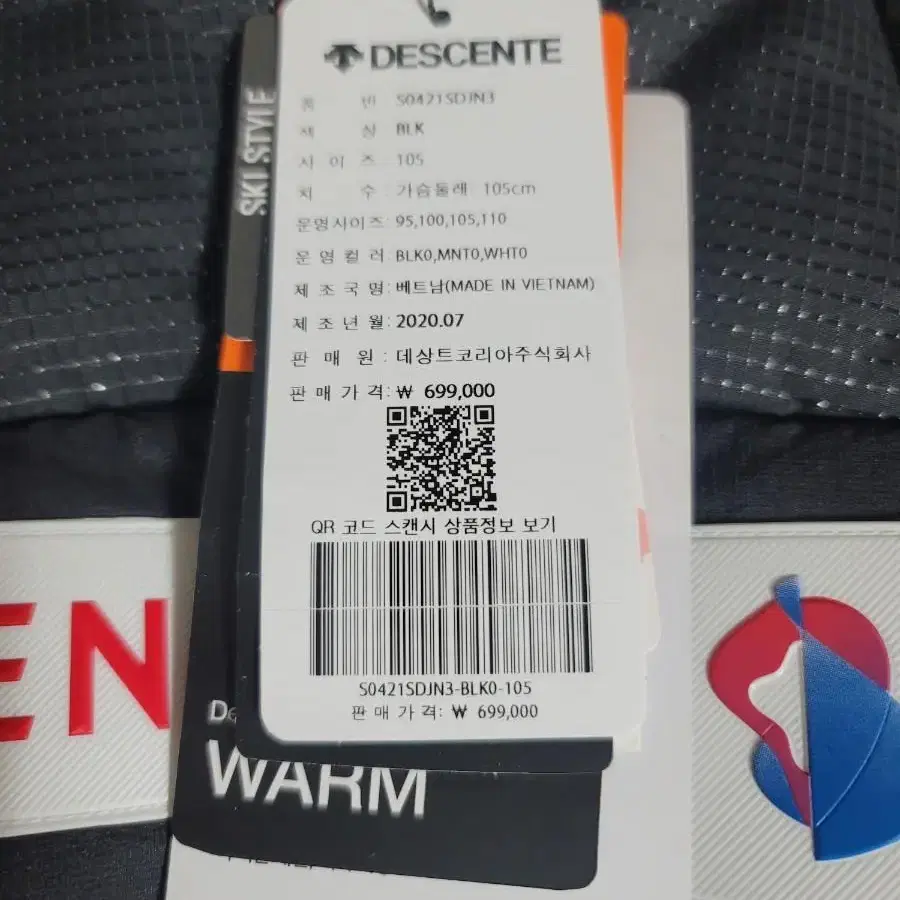 DESCENTE
품 번 S0421SDJN3
색 상 BLK
사 이 즈 : 105
치 수 : 가슴둘레 105cm
운영사이즈: 95,100,105,110
운 영 컬 러 : BLK0,MNT0,WHT0
제 조 국 명 : 베트남(MADE IN VIETNAM)
제 조 년 월 : 2020.07
판 매 원 : 데상트코리아주식회사
판 매 가 격: ₩ 699,000
QR 코드 스캔시 상품정보 보기
S0421SDJN3-BLK0-105
판 매 가 격: ₩ 699,000
SKI STYLE
EN
WARM